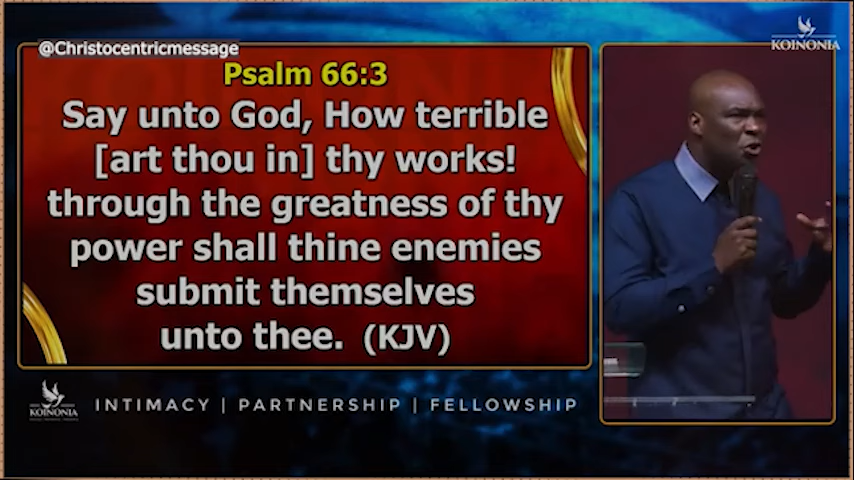 @Christocentricmessage
KOINONIA
Psalm 66:3
Say unto God, How terrible
[art thou in] thy works!
through the greatness of thy
power shall thine enemies
submit themselves
unto thee. (KJV)
KOINONIA
INTIMACY | PARTNERSHIP | FELLOWSHIP